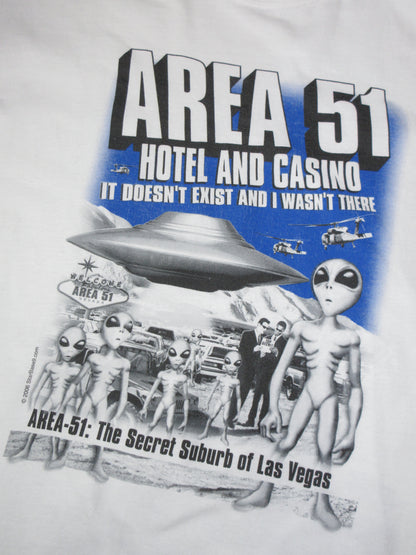 AREA 51
HOTEL AND CASINO
IT DOESN'T EXIST AND I WASN'T THERE
WELCOME
AREA 51
AREA-51: The Secret Suburb of Las Vegas